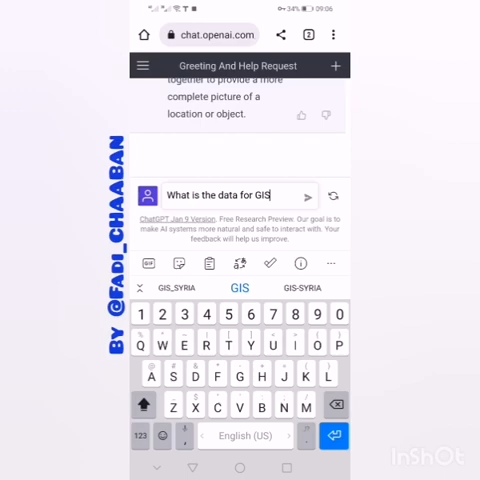 34% 09:06
chat.openai.com
2
Greeting And Help Request
together to provide a more
complete picture of a
location or object.
What is the data for GIS
ChatGPT Jan 9 Version. Free Research Preview. Our goal is to
make AI systems more natural and safe to interact with. Your
feedback will help us improve.
GIF
GIS_SYRIA GIS GIS-SYRIA
1 2 3 4 5 6 7 8 9 0
Q W E R T Y U I O P
A S D F G H J K L
Z X C V B N M
123 , English (US) .
BY @FADI_CHAABAN
InShOt